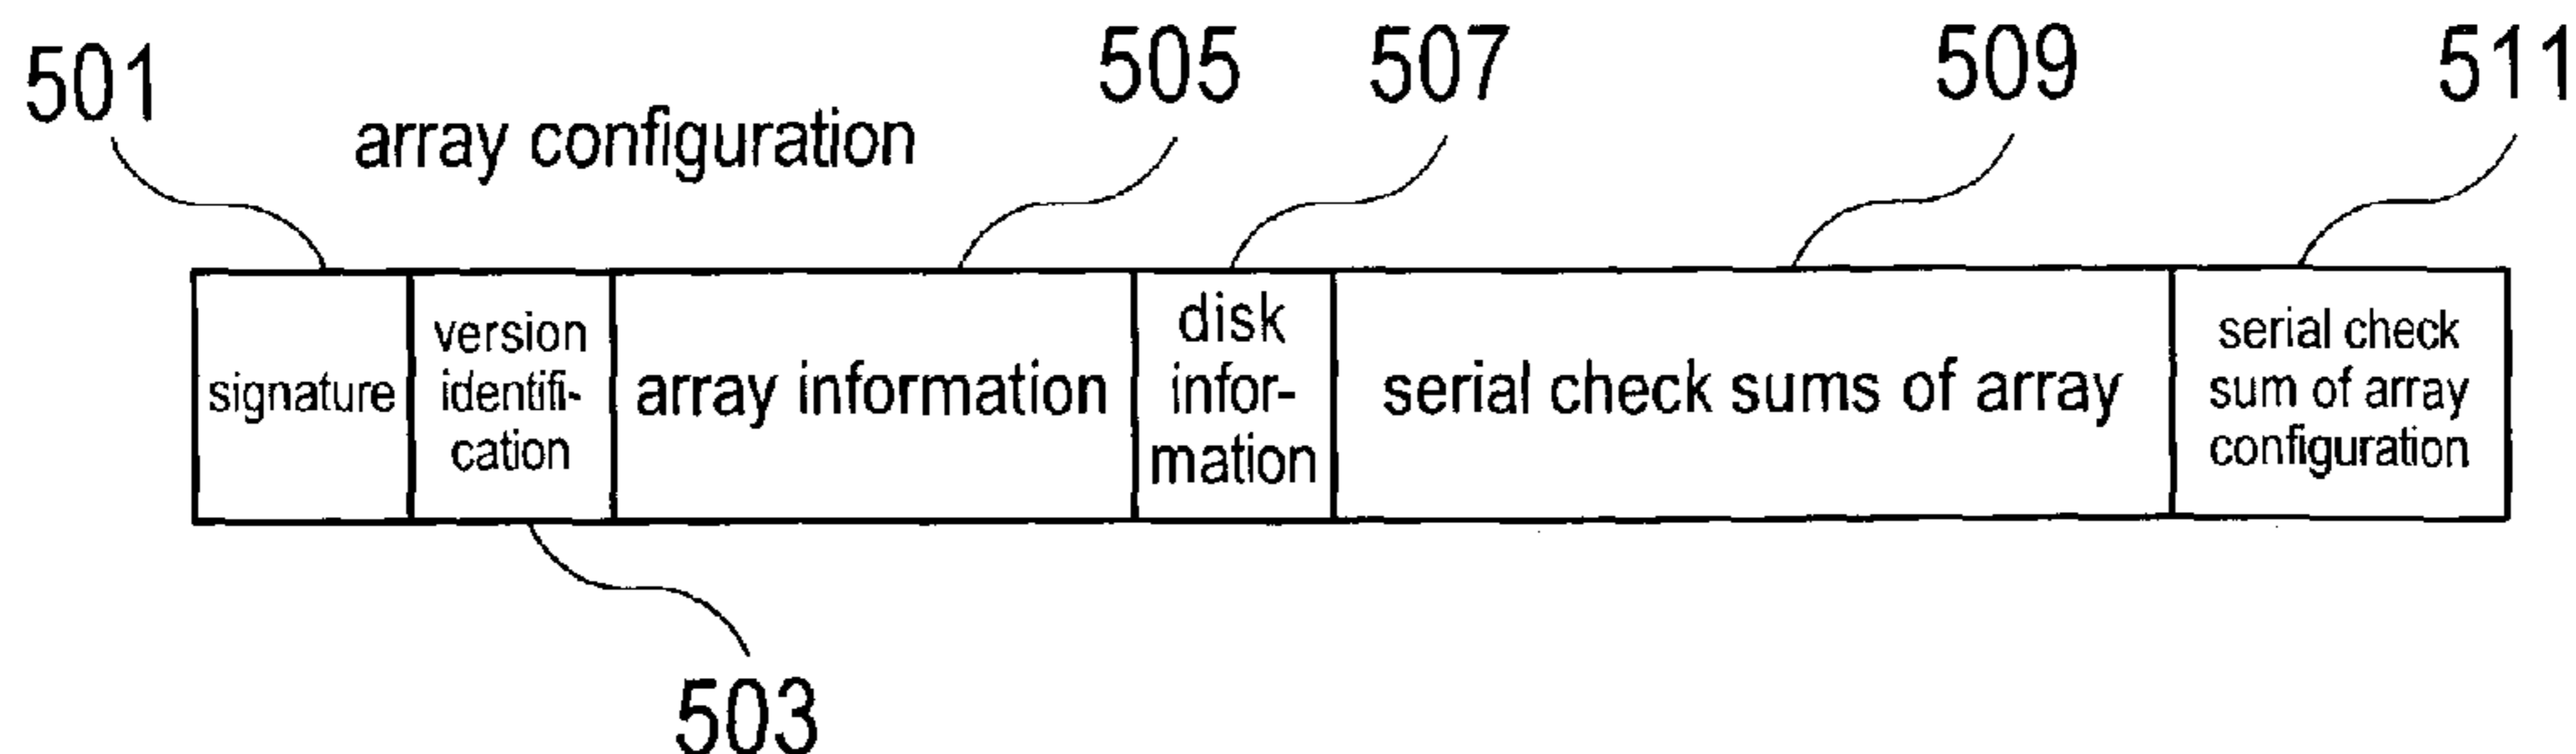 501
array configuration
505
507
509
511
signature
version
identifi-
cation
array information
disk
infor-
mation
serial check sums of array
serial check
sum of array
configuration
503